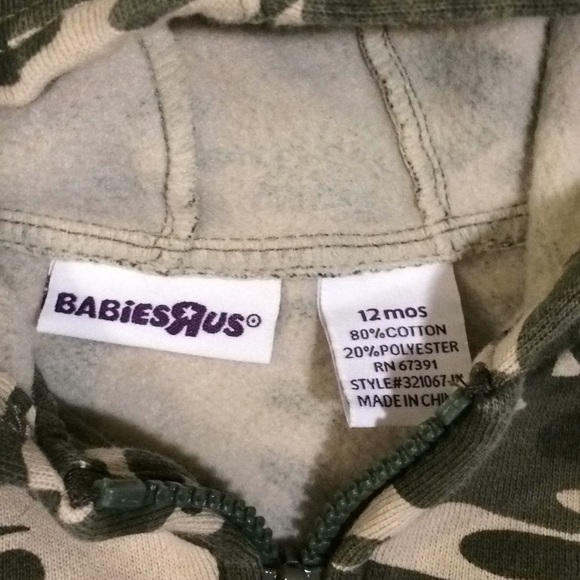 BABiESRUS®
12 mos
80%COTTON
20%POLYESTER
RN 67391
STYLE#321067-
MADE IN